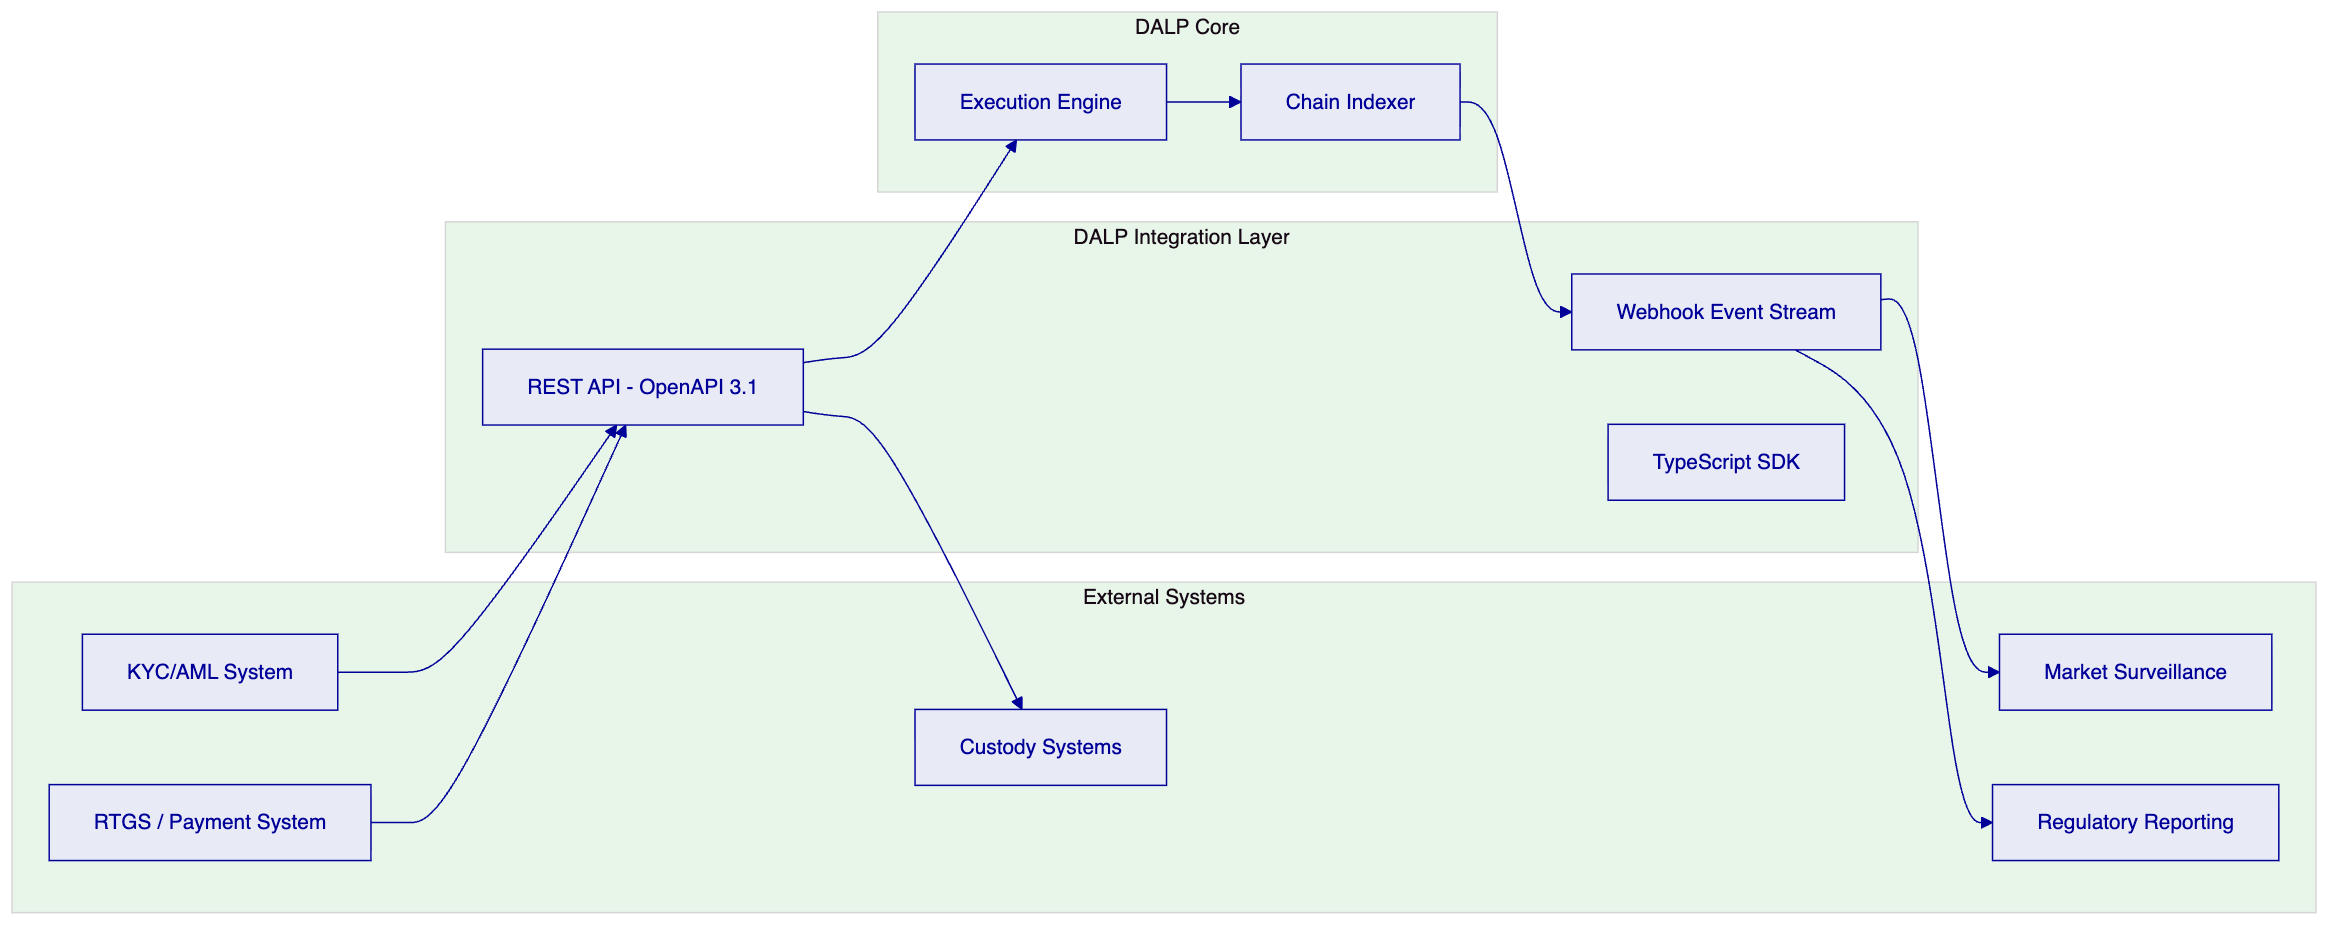 DALP Core
Execution Engine
Chain Indexer
DALP Integration Layer
Webhook Event Stream
REST API - OpenAPI 3.1
TypeScript SDK
External Systems
KYC/AML System
Market Surveillance
Custody Systems
RTGS / Payment System
Regulatory Reporting